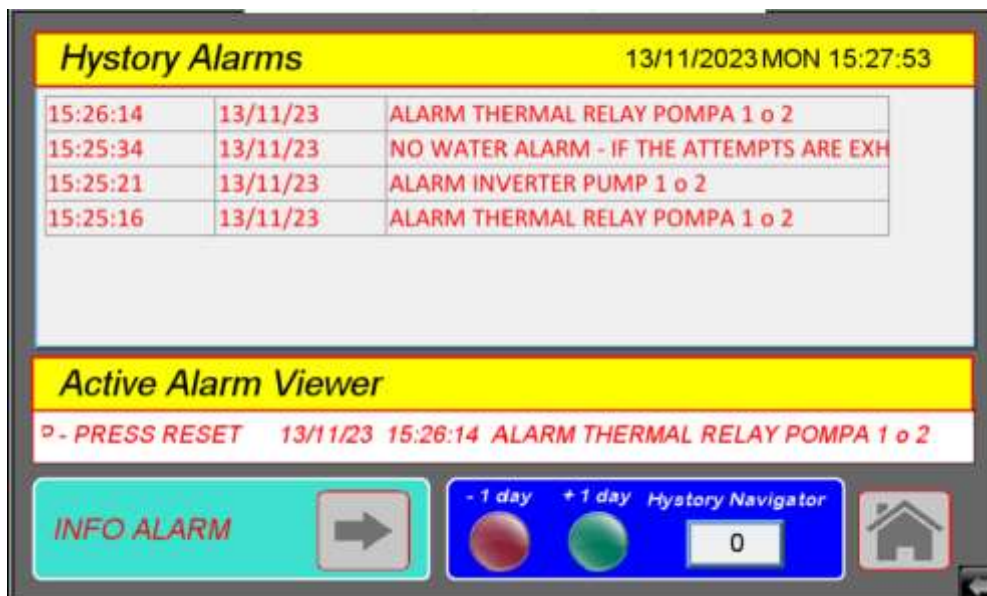 Hystory Alarms 13/11/2023 MON 15:27:53
15:26:14 13/11/23 ALARM THERMAL RELAY POMPA 1 o 2
15:25:34 13/11/23 NO WATER ALARM - IF THE ATTEMPTS ARE EXH
15:25:21 13/11/23 ALARM INVERTER PUMP 1 o 2
15:25:16 13/11/23 ALARM THERMAL RELAY POMPA 1 o 2
Active Alarm Viewer
- PRESS RESET 13/11/23 15:26:14 ALARM THERMAL RELAY POMPA 1 o 2
- 1 day + 1 day Hystory Navigator
INFO ALARM
0